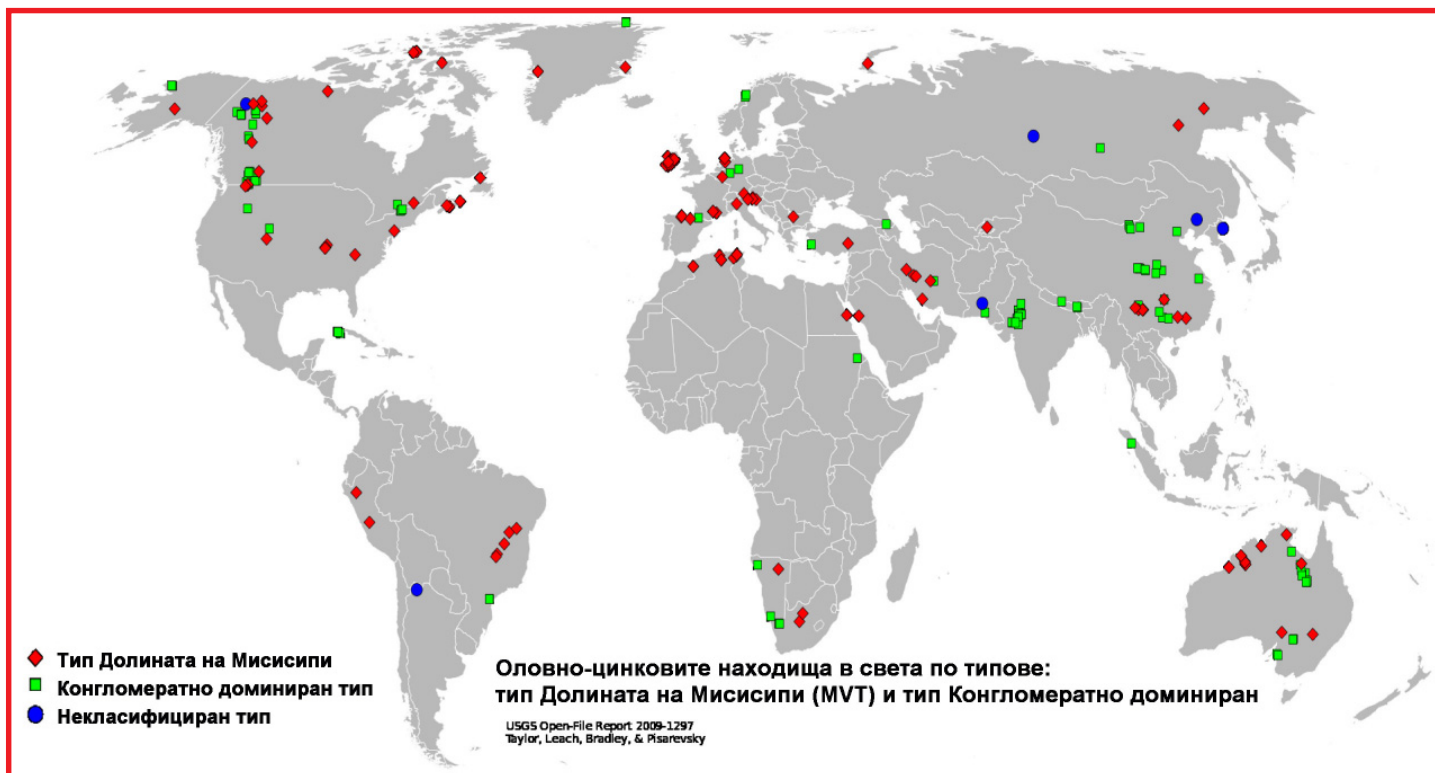 Тип Долината на Мисисипи
Конгломератно доминиран тип
Некласифициран тип
Оловно-цинковите находища в света по типове:
тип Долината на Мисисипи (MVT) и тип Конгломератно доминиран
USGS Open-File Report 2009-1297
Taylor, Leach, Bradley, & Pisarevsky